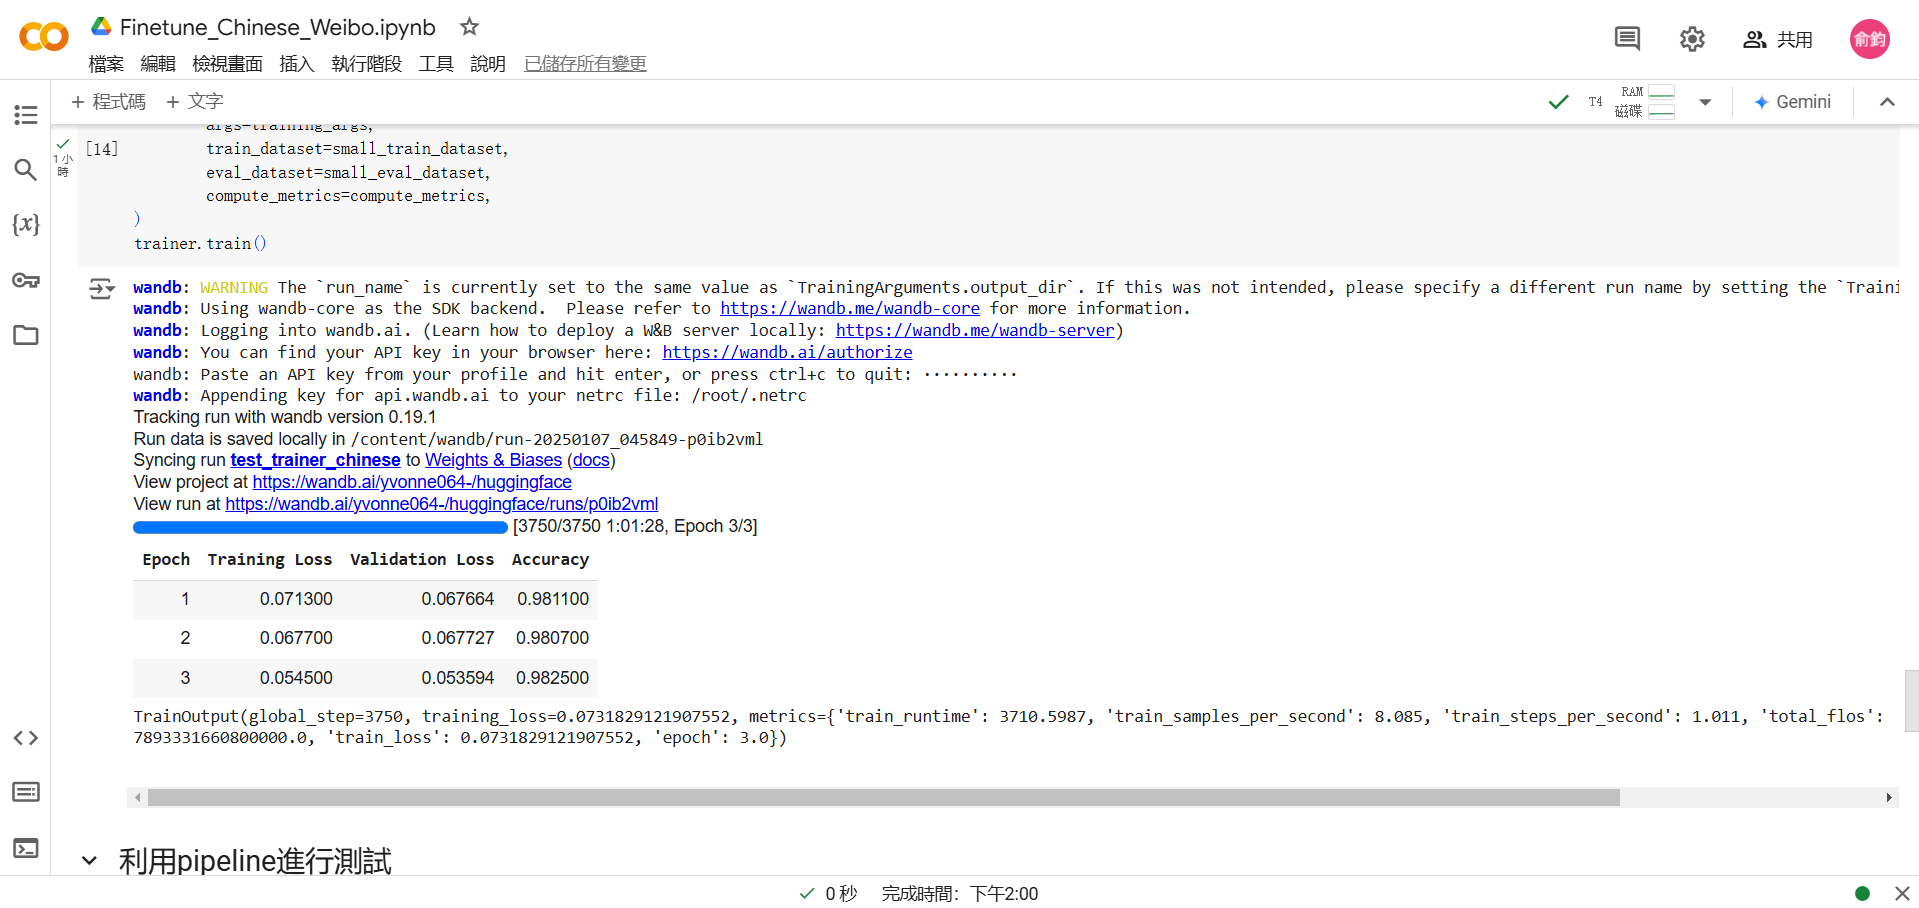 Finetune_Chinese_Weibo.ipynb
檔案 編輯 檢視畫面 插入 執行階段 工具 說明 已儲存所有變更
共用
俞鈞
+ 程式碼 + 文字
T4 RAM 磁碟
Gemini
args=training_args,
[14] train_dataset=small_train_dataset,
1 小時
eval_dataset=small_eval_dataset,
compute_metrics=compute_metrics,
)
trainer.train()
wandb: WARNING The `run_name` is currently set to the same value as `TrainingArguments.output_dir`. If this was not intended, please specify a different run name by setting the `Traini
wandb: Using wandb-core as the SDK backend.  Please refer to https://wandb.me/wandb-core for more information.
wandb: Logging into wandb.ai. (Learn how to deploy a W&B server locally: https://wandb.me/wandb-server)
wandb: You can find your API key in your browser here: https://wandb.ai/authorize
wandb: Paste an API key from your profile and hit enter, or press ctrl+c to quit: ··········
wandb: Appending key for api.wandb.ai to your netrc file: /root/.netrc
Tracking run with wandb version 0.19.1
Run data is saved locally in /content/wandb/run-20250107_045849-p0ib2vml
Syncing run test_trainer_chinese to Weights & Biases (docs)
View project at https://wandb.ai/yvonne064-/huggingface
View run at https://wandb.ai/yvonne064-/huggingface/runs/p0ib2vml
[3750/3750 1:01:28, Epoch 3/3]
Epoch Training Loss Validation Loss Accuracy
1 0.071300 0.067664 0.981100
2 0.067700 0.067727 0.980700
3 0.054500 0.053594 0.982500
TrainOutput(global_step=3750, training_loss=0.0731829121907552, metrics={'train_runtime': 3710.5987, 'train_samples_per_second': 8.085, 'train_steps_per_second': 1.011, 'total_flos':
7893331660800000.0, 'train_loss': 0.0731829121907552, 'epoch': 3.0})
利用pipeline進行測試
0 秒 完成時間：下午2:00